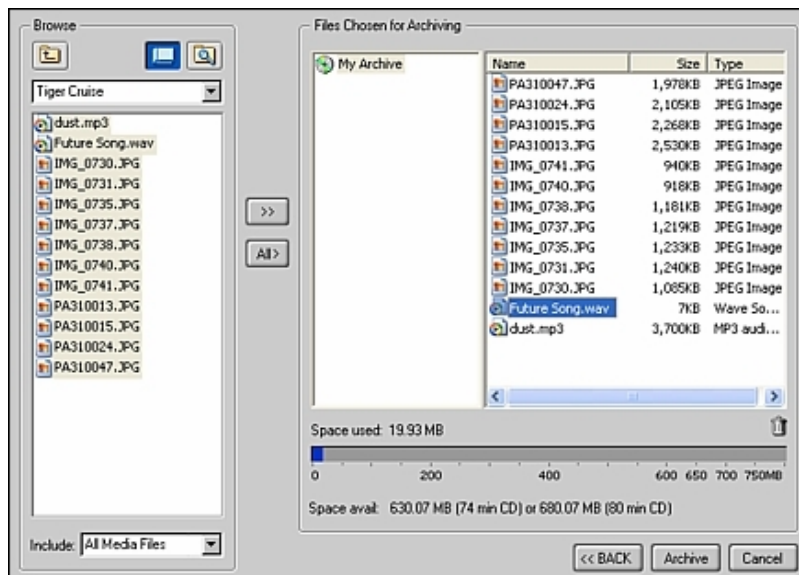 Browse
Tiger Cruise
dust.mp3
Future Song.wav
IMG_0730.JPG
IMG_0731.JPG
IMG_0735.JPG
IMG_0737.JPG
IMG_0738.JPG
IMG_0740.JPG
IMG_0741.JPG
PA310013.JPG
PA310015.JPG
PA310024.JPG
PA310047.JPG
Include: All Media Files
>>
All>
Files Chosen for Archiving
My Archive
Name Size Type
PA310047.JPG 1,978KB JPEG Image
PA310024.JPG 2,105KB JPEG Image
PA310015.JPG 2,268KB JPEG Image
PA310013.JPG 2,530KB JPEG Image
IMG_0741.JPG 940KB JPEG Image
IMG_0740.JPG 918KB JPEG Image
IMG_0738.JPG 1,181KB JPEG Image
IMG_0737.JPG 1,219KB JPEG Image
IMG_0735.JPG 1,233KB JPEG Image
IMG_0731.JPG 1,240KB JPEG Image
IMG_0730.JPG 1,085KB JPEG Image
Future Song.wav 7KB Wave So...
dust.mp3 3,700KB MP3 audi...
Space used: 19.93 MB
0 200 400 600 650 700 750MB
Space avail: 630.07 MB (74 min CD) or 680.07 MB (80 min CD)
<< BACK Archive Cancel